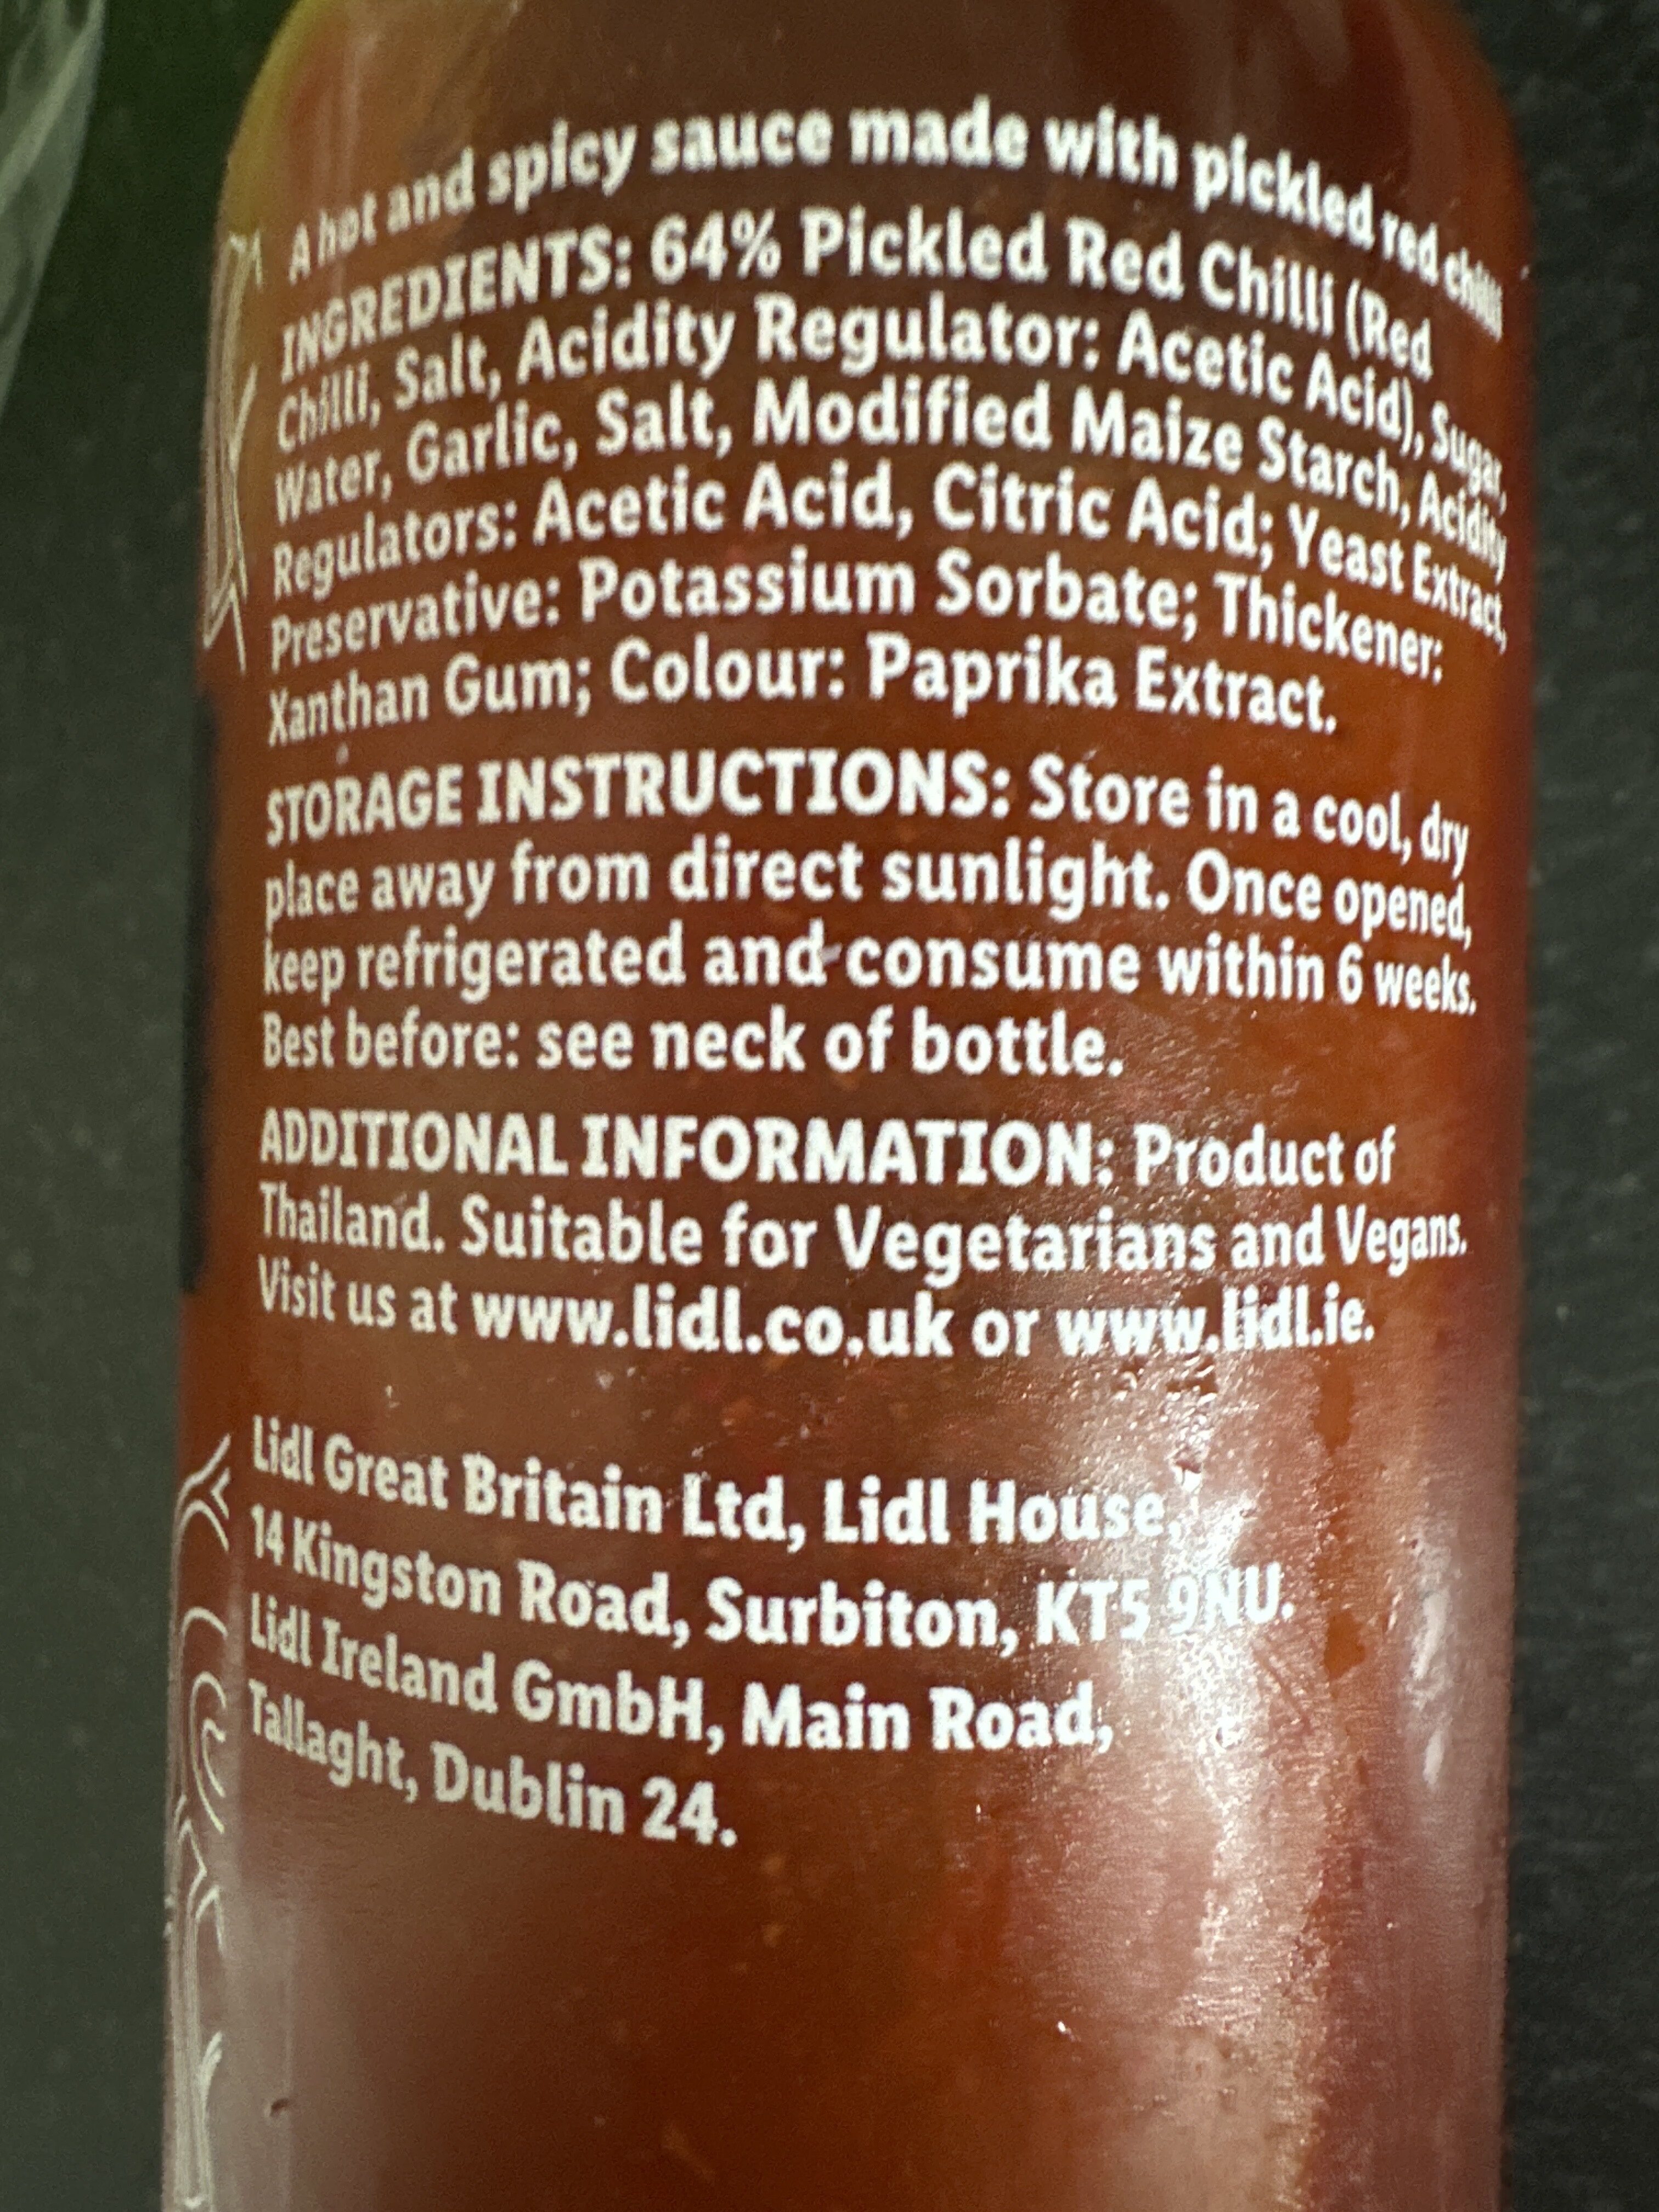 A hot and spicy sauce made with pickled red chilli
INGREDIENTS: 64% Pickled Red Chilli (Red
Chilli, Salt, Acidity Regulator: Acetic Acid), Sugar,
Water, Garlic, Salt, Modified Maize Starch, Acidity
Regulators: Acetic Acid, Citric Acid; Yeast Extract,
Preservative: Potassium Sorbate; Thickener:
Xanthan Gum; Colour: Paprika Extract.
STORAGE INSTRUCTIONS: Store in a cool, dry
place away from direct sunlight. Once opened,
keep refrigerated and consume within 6 weeks.
Best before: see neck of bottle.
ADDITIONAL INFORMATION: Product of
Thailand. Suitable for Vegetarians and Vegans.
Visit us at www.lidl.co.uk or www.lidl.ie.
Lidl Great Britain Ltd, Lidl House,
14 Kingston Road, Surbiton, KT5 9NU.
Lidl Ireland GmbH, Main Road,
Tallaght, Dublin 24.